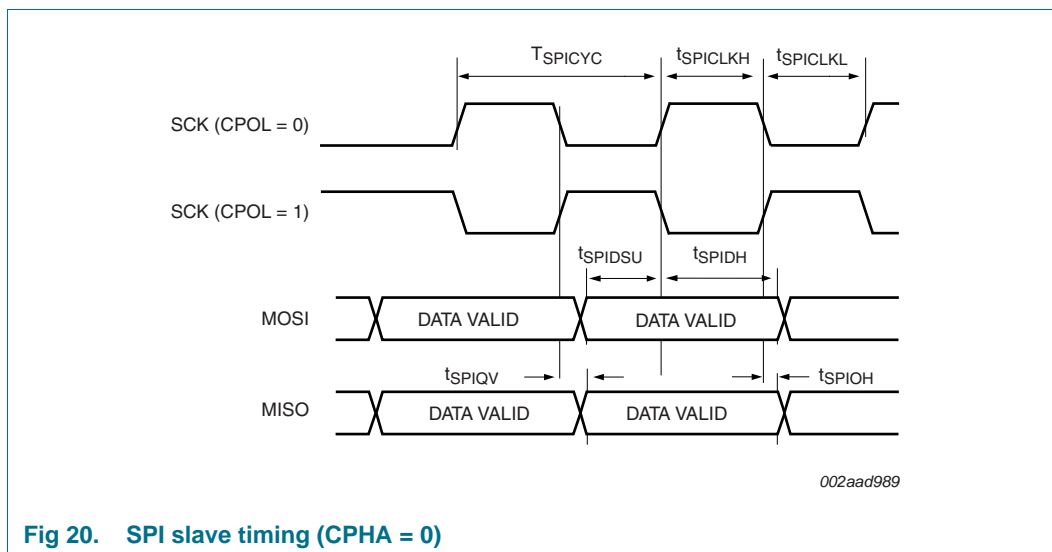 TSPICYC tSPICLKH tSPICLKL
SCK (CPOL = 0)
SCK (CPOL = 1)
tSPIDSU tSPIDH
MOSI DATA VALID DATA VALID
tSPIQV tSPIOH
MISO DATA VALID DATA VALID
002aad989
Fig 20. SPI slave timing (CPHA = 0)